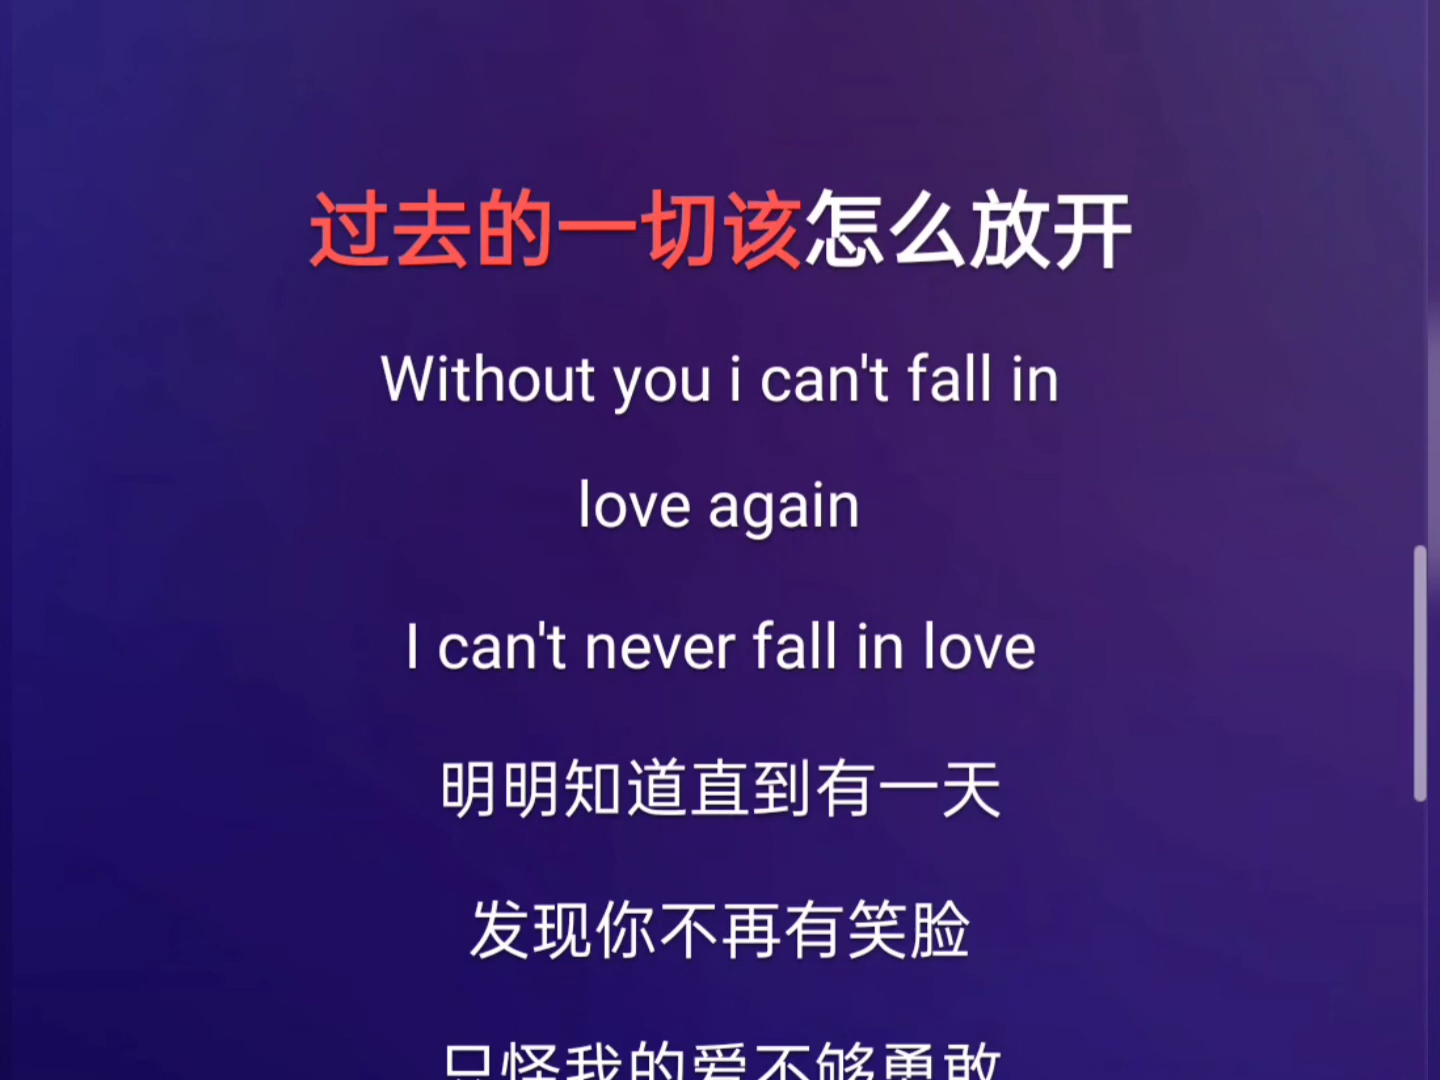 过去的一切该怎么放开
Without you i can't fall in
love again
I can't never fall in love
明明知道直到有一天
发现你不再有笑脸
只怪我的爱不够勇敢